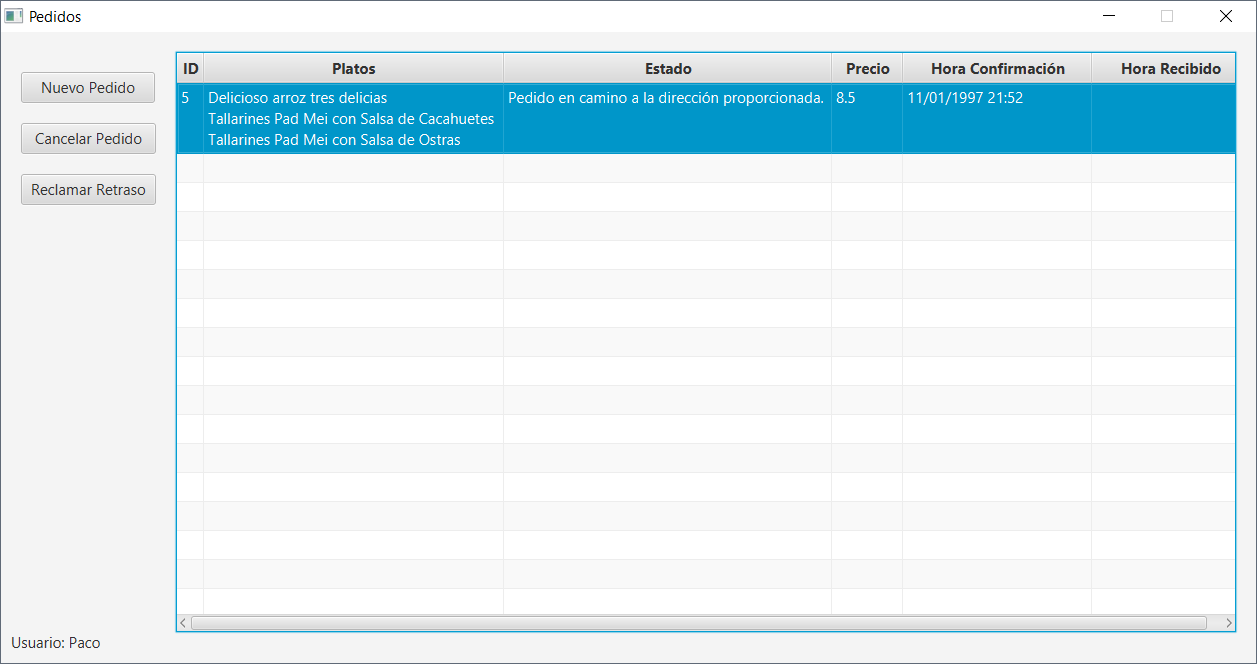 Pedidos
Nuevo Pedido
Cancelar Pedido
Reclamar Retraso
ID Platos Estado Precio Hora Confirmación Hora Recibido
5 Delicioso arroz tres delicias Pedido en camino a la dirección proporcionada. 8.5 11/01/1997 21:52
Tallarines Pad Mei con Salsa de Cacahuetes
Tallarines Pad Mei con Salsa de Ostras
Usuario: Paco